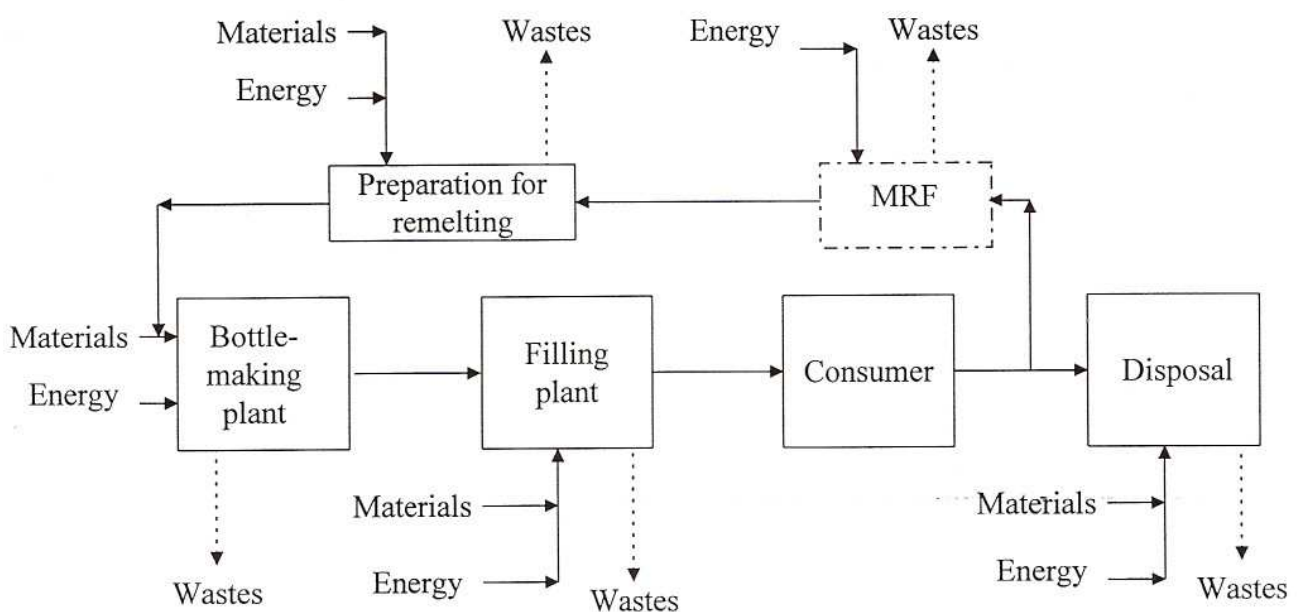 Materials
Wastes
Energy
Wastes
Energy
Preparation for
remelting
MRF
Materials
Bottle-
making
plant
Energy
Filling
plant
Consumer
Disposal
Materials
Energy
Materials
Energy
Wastes
Wastes
Wastes